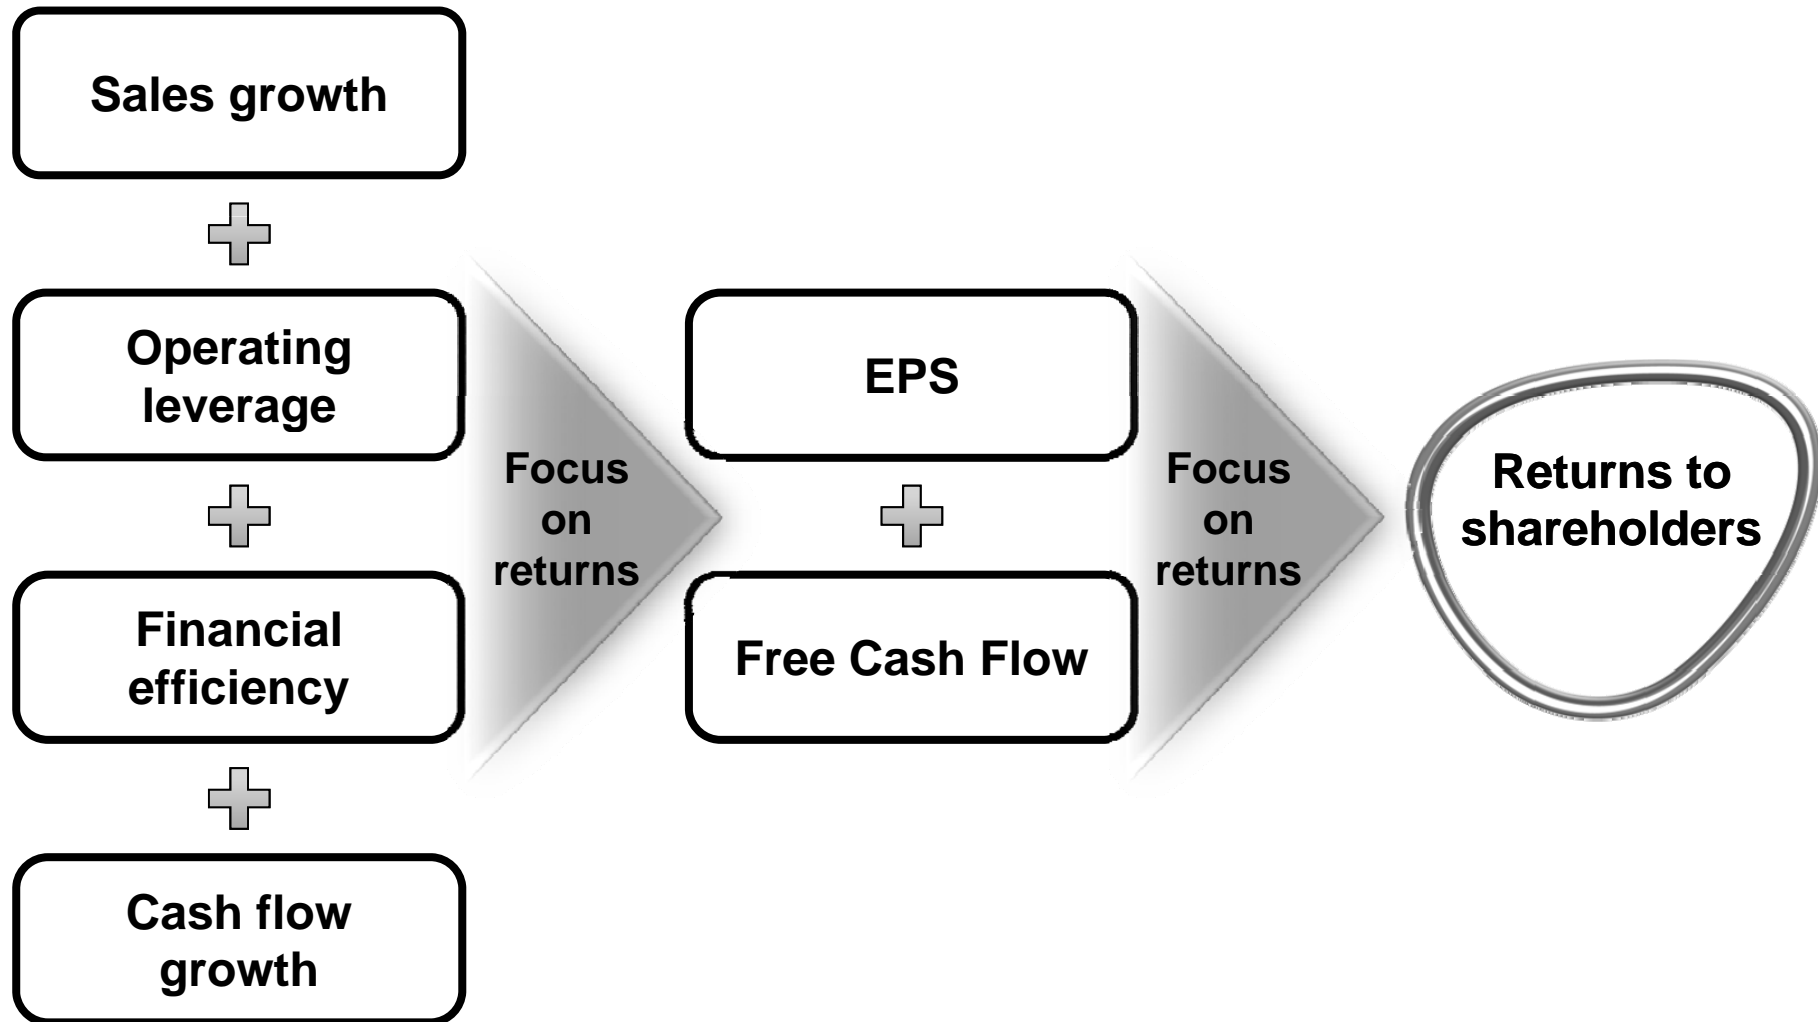 Sales growth
Operating
leverage
Financial
efficiency
Cash flow
growth
Focus
on
returns
EPS
Free Cash Flow
Focus
on
returns
Returns to
shareholders